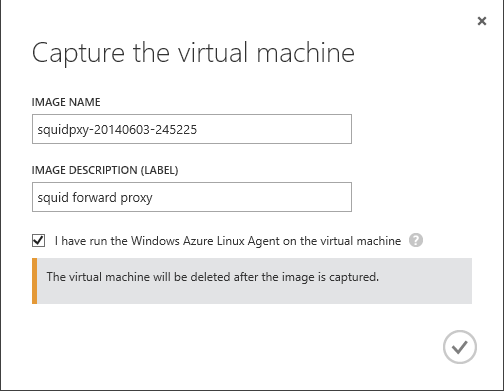 Capture the virtual machine
IMAGE NAME
squidpxy-20140603-245225
IMAGE DESCRIPTION (LABEL)
squid forward proxy
I have run the Windows Azure Linux Agent on the virtual machine ?
The virtual machine will be deleted after the image is captured.